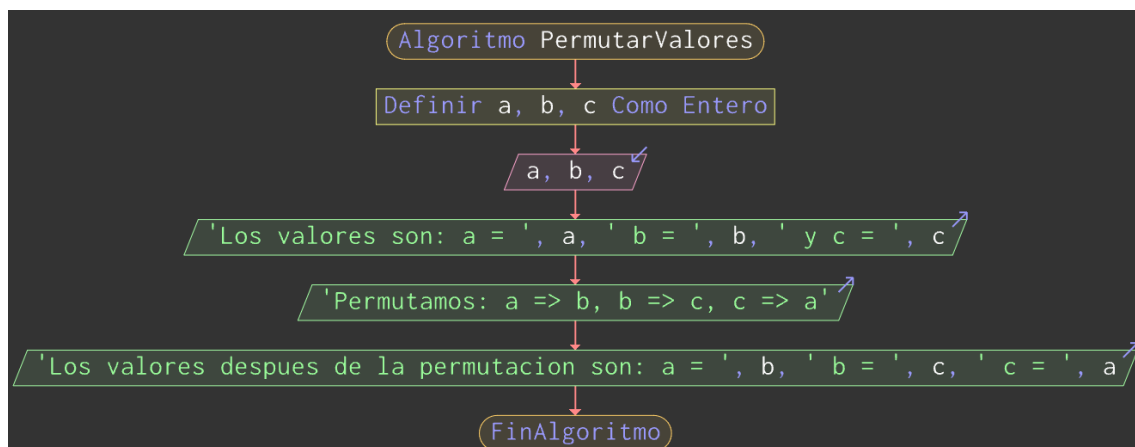 Algoritmo PermutarValores
Definir a, b, c Como Entero
a, b, c
'Los valores son: a = ', a, ' b = ', b, ' y c = ', c
'Permutamos: a => b, b => c, c => a'
'Los valores despues de la permutacion son: a = ', b, ' b = ', c, ' c = ', a
FinAlgoritmo